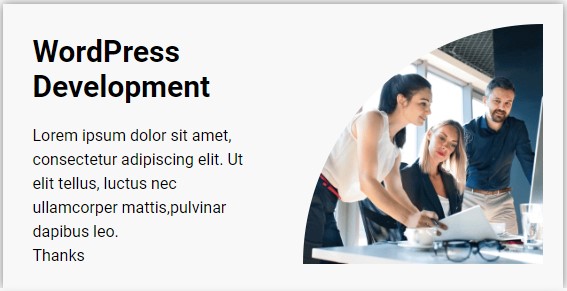 WordPress
Development
Lorem ipsum dolor sit amet,
consectetur adipiscing elit. Ut
elit tellus, luctus nec
ullamcorper mattis,pulvinar
dapibus leo.
Thanks